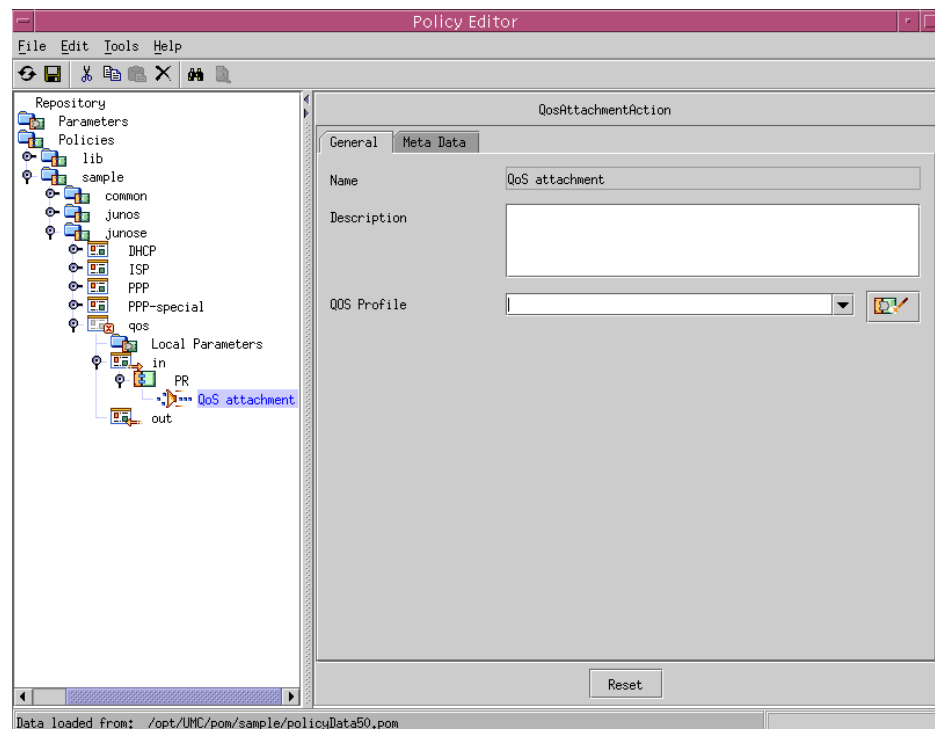 Policy Editor
File Edit Tools Help
Repository
Parameters
Policies
lib
sample
common
junos
junose
DHCP
ISP
PPP
PPP-special
qos
Local Parameters
in
PR
QoS attachment
out
QosAttachmentAction
General Meta Data
Name QoS attachment
Description
QOS Profile
Reset
Data loaded from: /opt/UMC/pom/sample/policyData50.pom